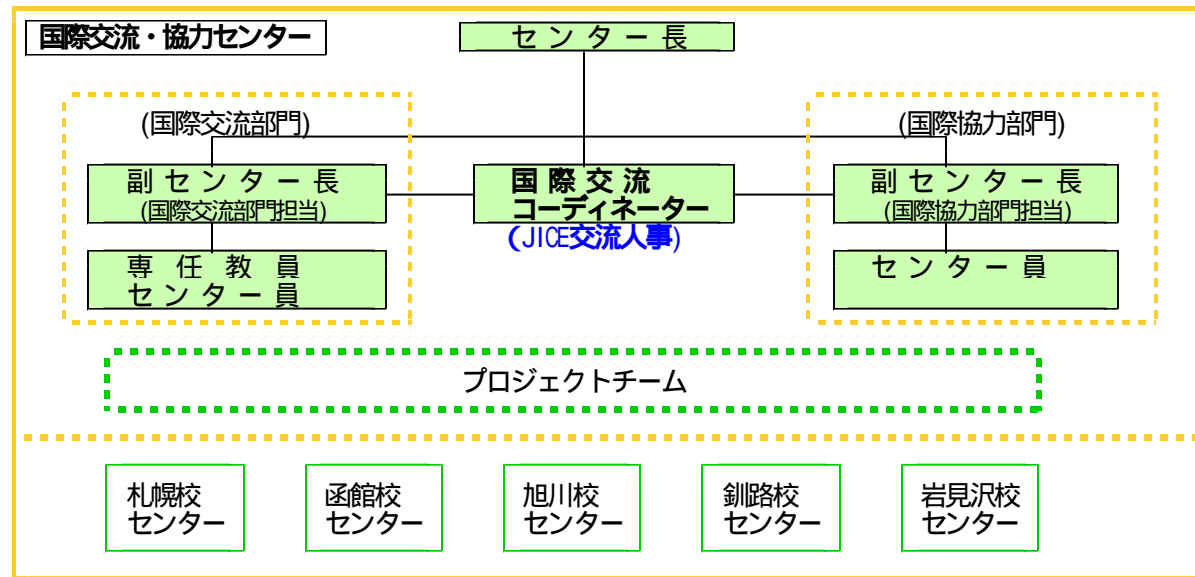 国際交流・協力センター
センター長
(国際交流部門)
(国際協力部門)
副センター長
(国際交流部門担当)
国際交流
コーディネーター
(JICE交流人事)
副センター長
(国際協力部門担当)
専任教員
センター員
センター員
プロジェクトチーム
札幌校
センター
函館校
センター
旭川校
センター
釧路校
センター
岩見沢校
センター